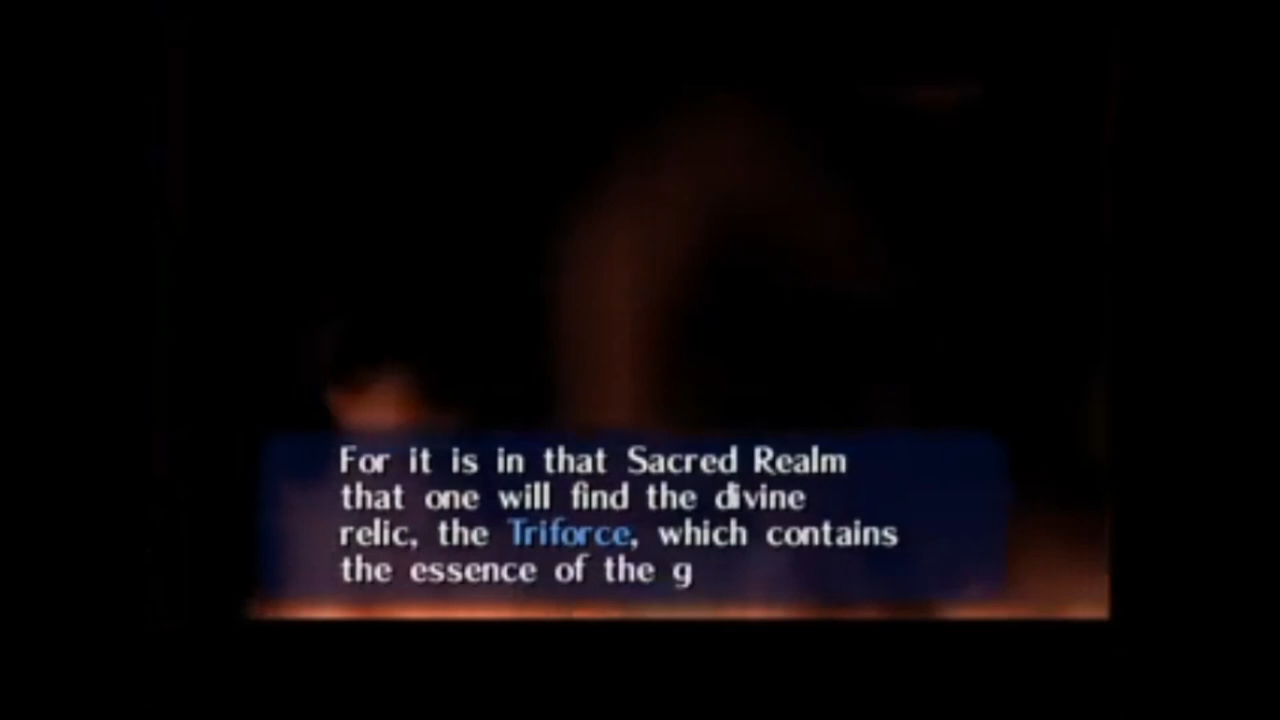 For it is in that Sacred Realm
that one will find the divine
relic, the Triforce, which contains
the essence of the g